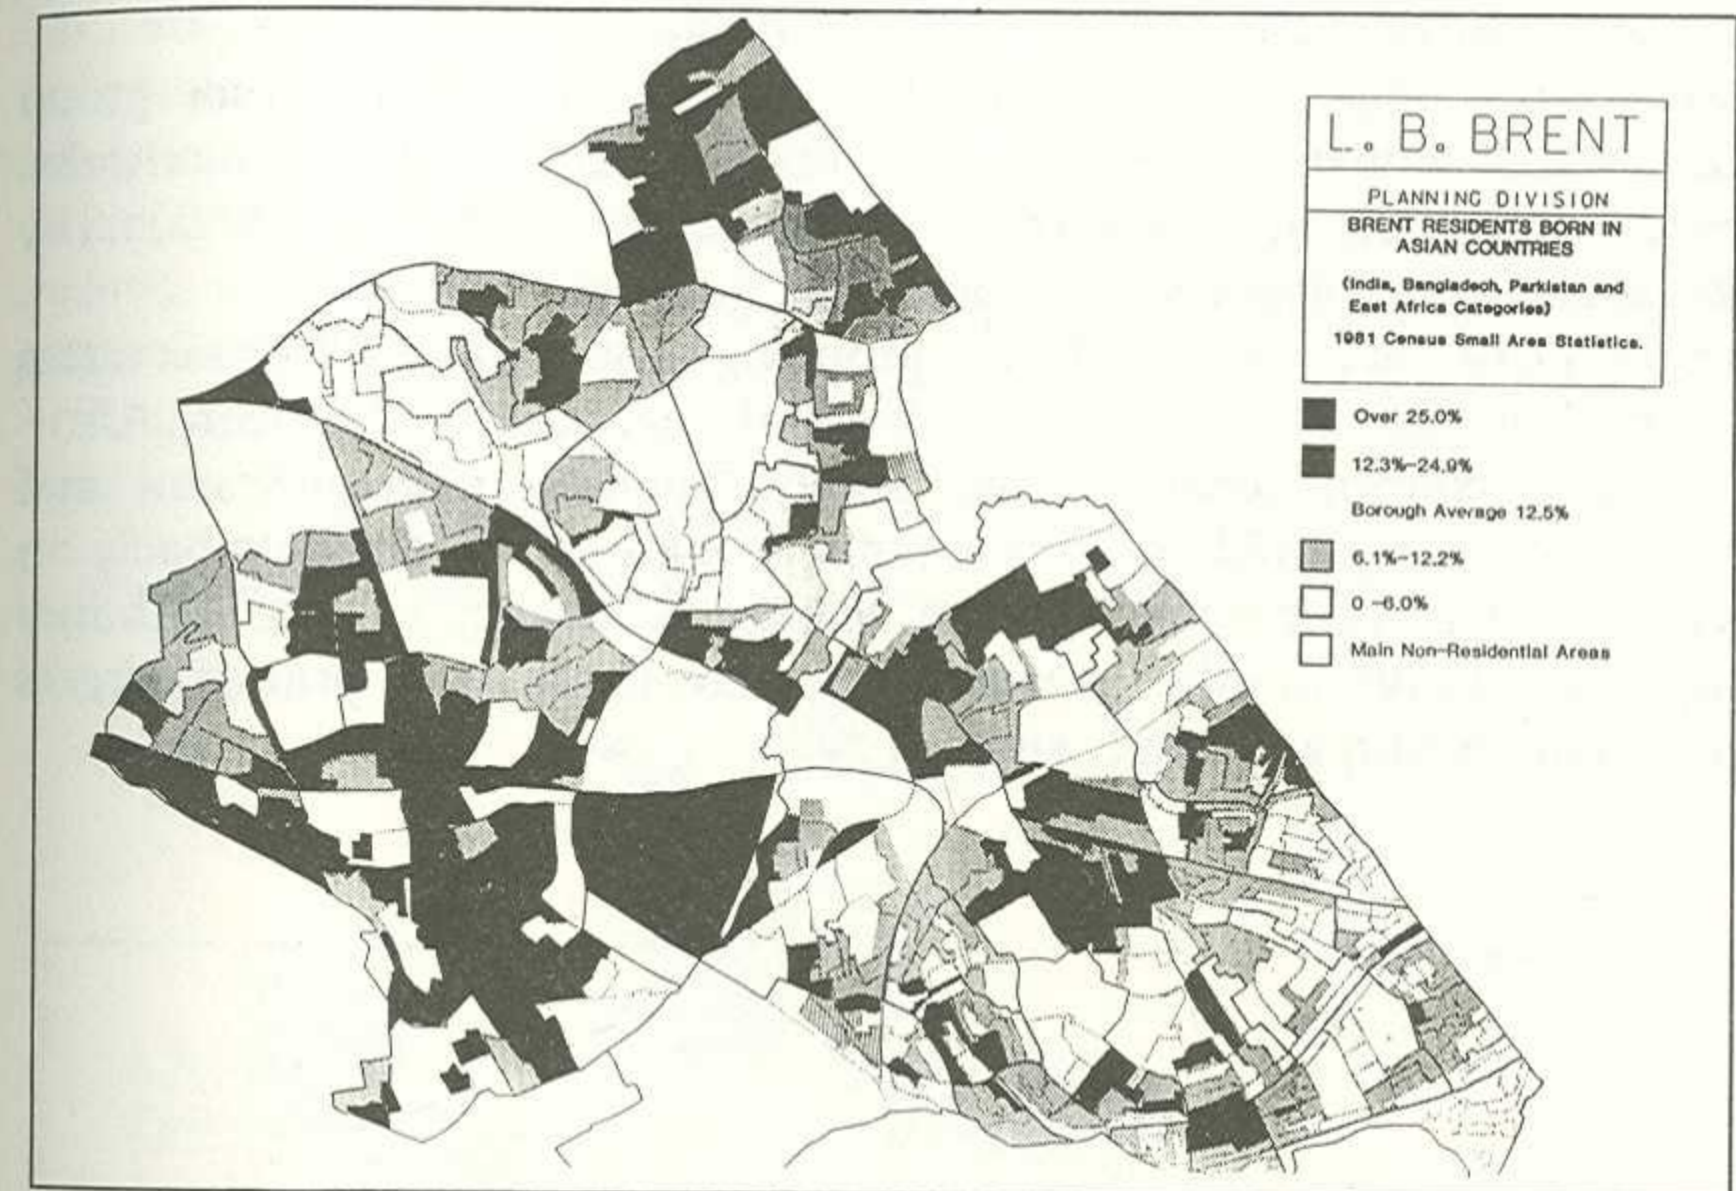 L. B. BRENT
PLANNING DIVISION
BRENT RESIDENTS BORN IN
ASIAN COUNTRIES
(India, Bangladech, Parkistan and
East Africa Categories)
1981 Census Small Area Statistics.
Over 25.0%
12.3%-24.9%
Borough Average 12.5%
6.1%-12.2%
0 -6.0%
Main Non-Residential Areas